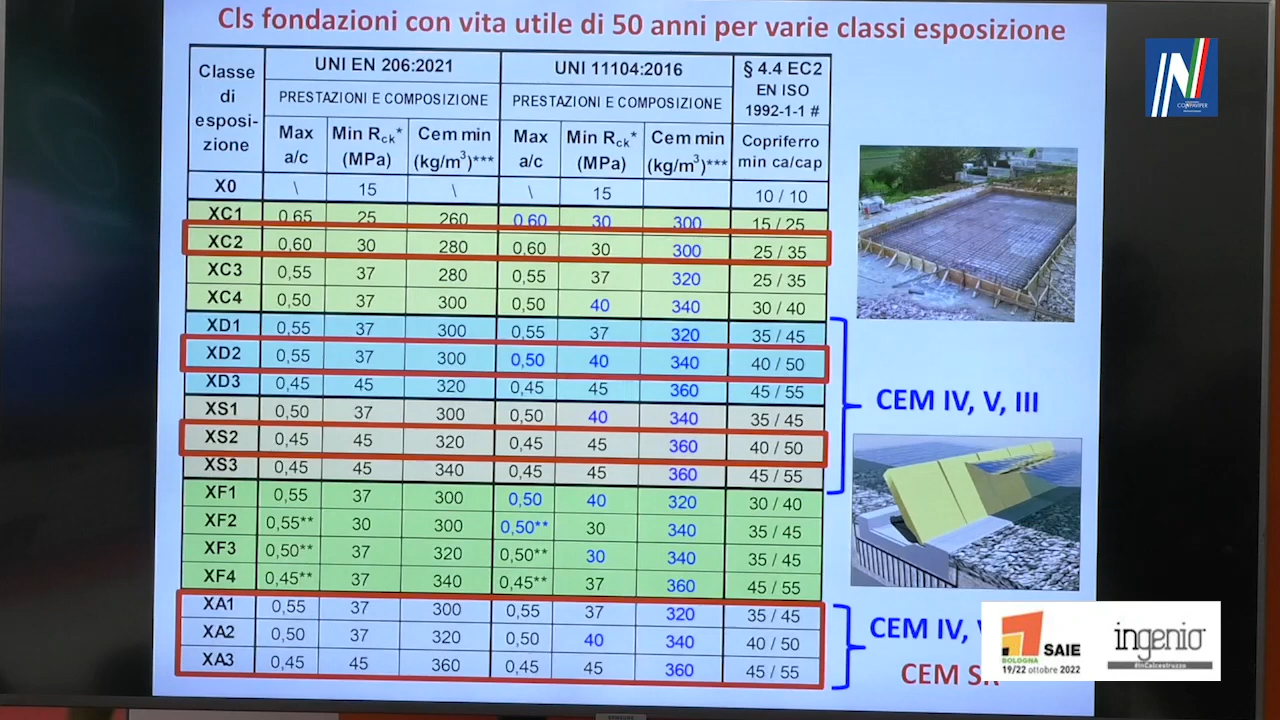 Cls fondazioni con vita utile di 50 anni per varie classi esposizione
Classe di esposi-zione
UNI EN 206:2021 UNI 11104:2016 § 4.4 EC2 EN ISO 1992-1-1 #
PRESTAZIONI E COMPOSIZIONE PRESTAZIONI E COMPOSIZIONE
Max a/c Min Rck* (MPa) Cem min (kg/m³)*** Max a/c Min Rck* (MPa) Cem min (kg/m³)*** Copriferro min ca/cap
X0 \ 15 \ \ 15 10 / 10
XC1 0,65 25 260 0,60 30 300 15 / 25
XC2 0,60 30 280 0,60 30 300 25 / 35
XC3 0,55 37 280 0,55 37 320 25 / 35
XC4 0,50 37 300 0,50 40 340 30 / 40
XD1 0,55 37 300 0,55 37 320 35 / 45
XD2 0,55 37 300 0,50 40 340 40 / 50
XD3 0,45 45 320 0,45 45 360 45 / 55
XS1 0,50 37 300 0,50 40 340 35 / 45
XS2 0,45 45 320 0,45 45 360 40 / 50
XS3 0,45 45 340 0,45 45 360 45 / 55
XF1 0,55 37 300 0,50 40 320 30 / 40
XF2 0,55** 30 300 0,50** 30 340 35 / 45
XF3 0,50** 37 320 0,50** 30 340 35 / 45
XF4 0,45** 37 340 0,45** 37 360 45 / 55
XA1 0,55 37 300 0,55 37 320 35 / 45
XA2 0,50 37 320 0,50 40 340 40 / 50
XA3 0,45 45 360 0,45 45 360 45 / 55
CEM IV, V, III
CEM IV,
CEM
IN
CONPAVIPER
SAIE
BOLOGNA
19/22 ottobre 2022
ingenio
#InCalcestruzzo